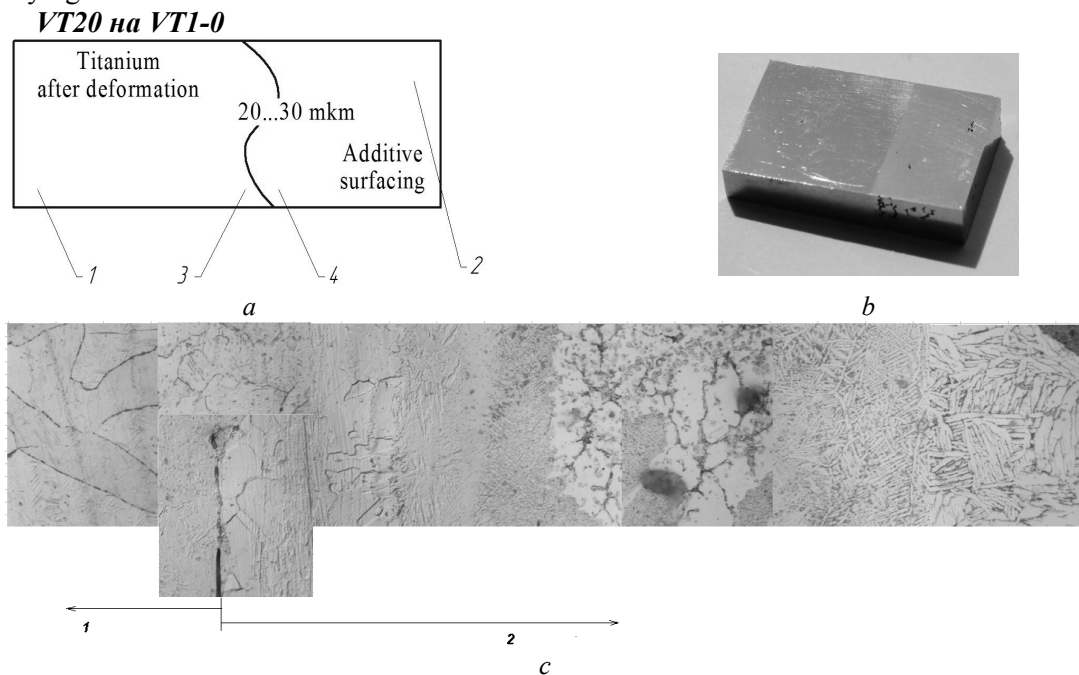 VT20 на VT1-0
Titanium
after deformation
20...30 mkm
Additive
surfacing
1
3
4
2
a
b
1
2
c